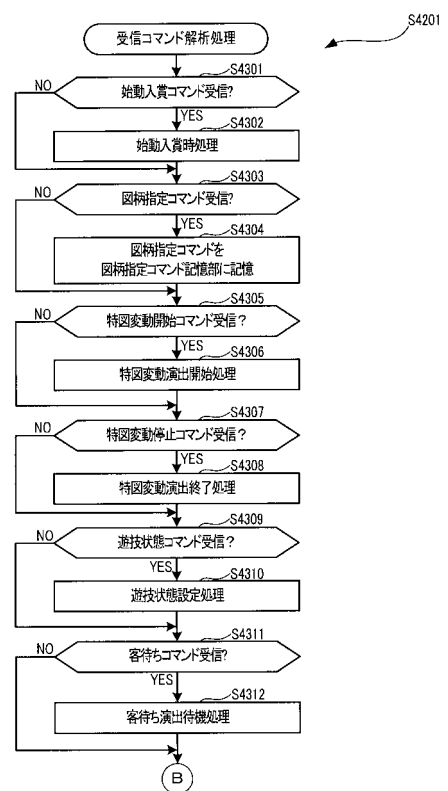 S4201
受信コマンド解析処理
S4301
始動入賞コマンド受信?
NO
YES
S4302
始動入賞時処理
S4303
図柄指定コマンド受信?
NO
YES
S4304
図柄指定コマンドを
図柄指定コマンド記憶部に記憶
S4305
特図変動開始コマンド受信?
NO
YES
S4306
特図変動演出開始処理
S4307
特図変動停止コマンド受信?
NO
YES
S4308
特図変動演出終了処理
S4309
遊技状態コマンド受信?
NO
YES
S4310
遊技状態設定処理
S4311
客待ちコマンド受信?
NO
YES
S4312
客待ち演出待機処理
B